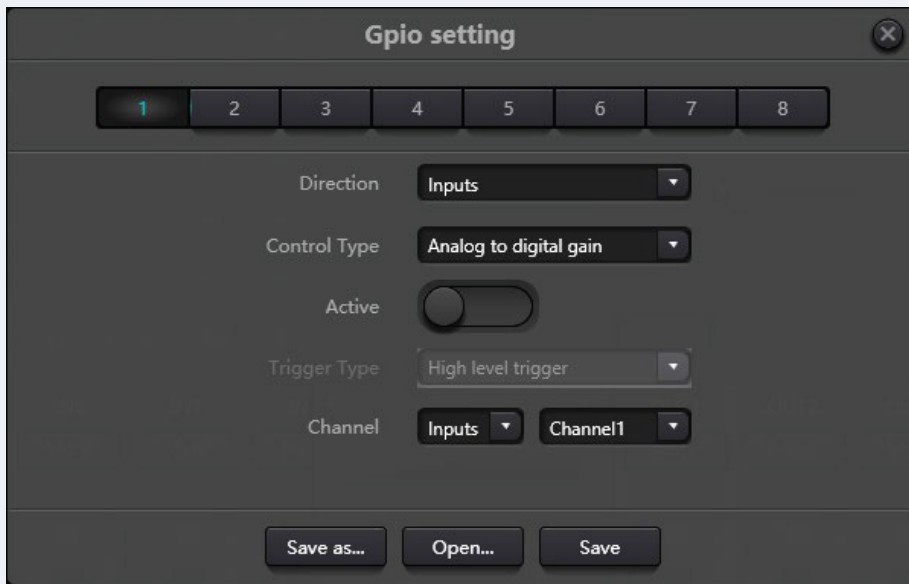 Gpio setting
1 2 3 4 5 6 7 8
Direction Inputs
Control Type Analog to digital gain
Active
Trigger Type High level trigger
Channel Inputs Channel1
Save as... Open... Save